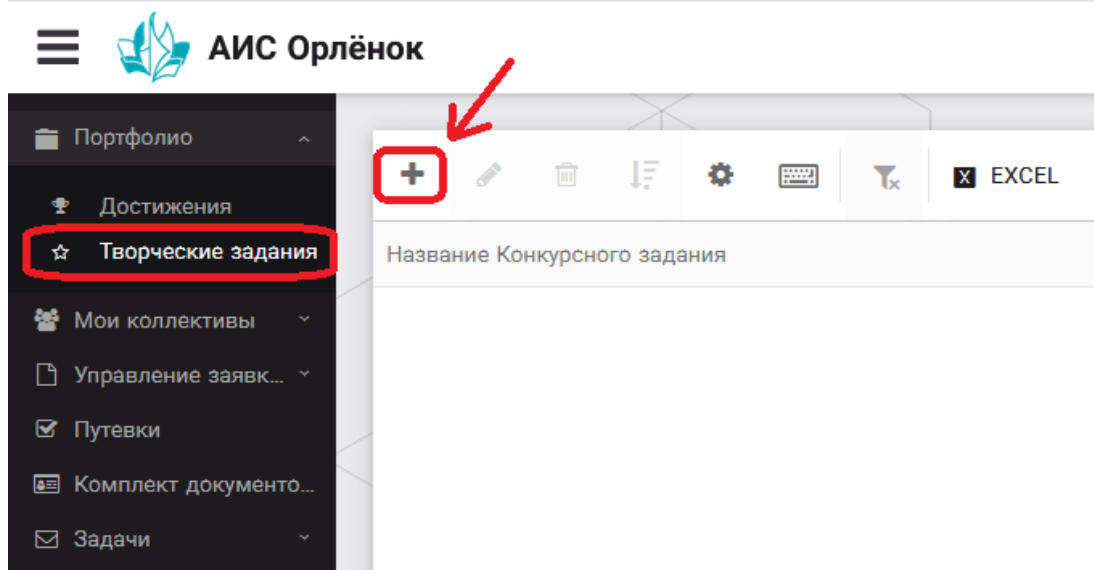 АИС Орлёнок
Портфолио
Достижения
Творческие задания
Мои коллективы
Управление заявк...
Путевки
Комплект документо...
Задачи
X EXCEL
Название Конкурсного задания